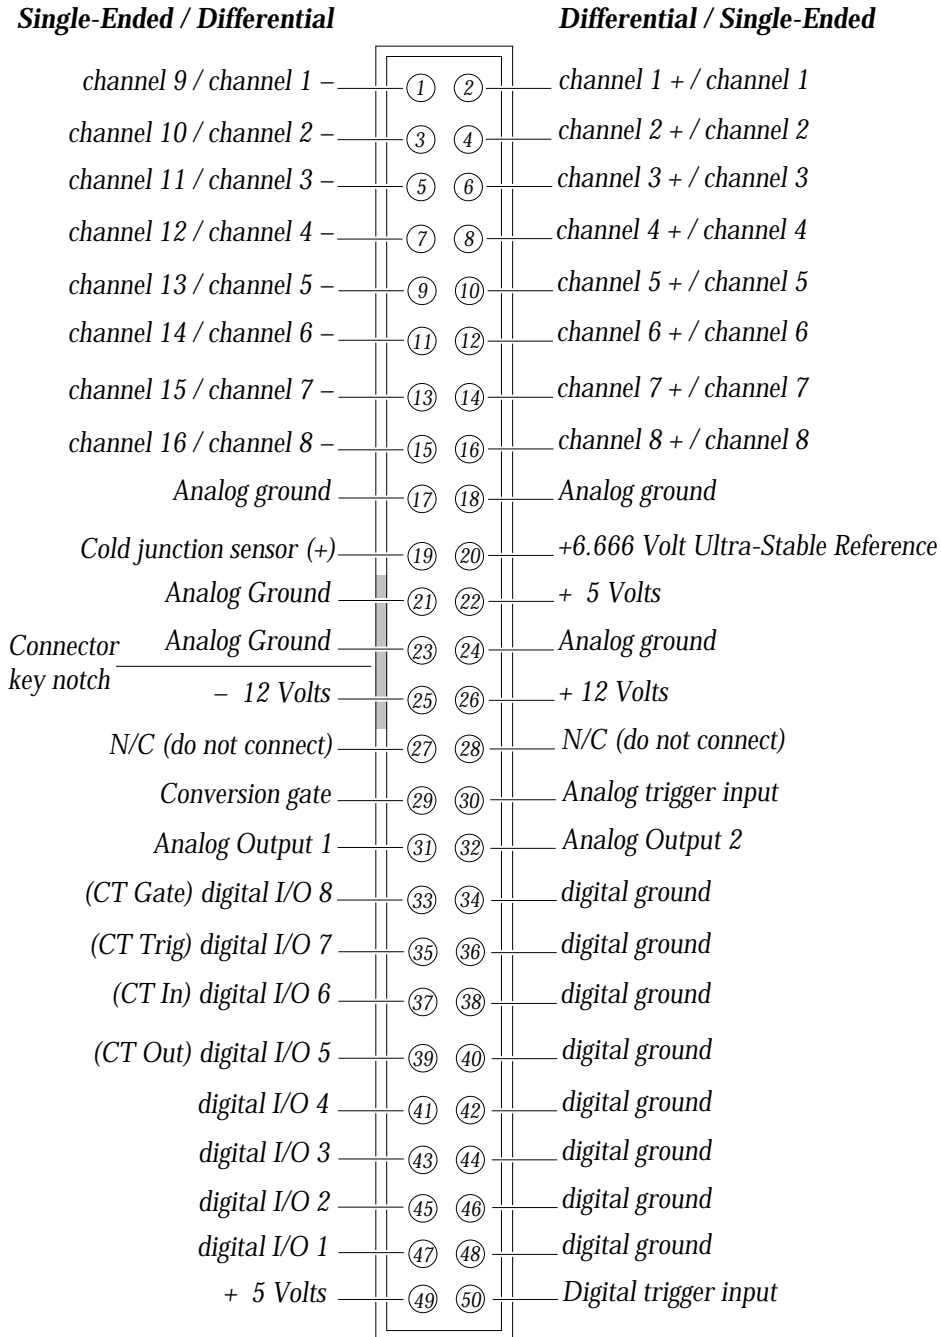 Single-Ended / Differential Differential / Single-Ended
channel 9 / channel 1 – 1 2 channel 1 + / channel 1
channel 10 / channel 2 – 3 4 channel 2 + / channel 2
channel 11 / channel 3 – 5 6 channel 3 + / channel 3
channel 12 / channel 4 – 7 8 channel 4 + / channel 4
channel 13 / channel 5 – 9 10 channel 5 + / channel 5
channel 14 / channel 6 – 11 12 channel 6 + / channel 6
channel 15 / channel 7 – 13 14 channel 7 + / channel 7
channel 16 / channel 8 – 15 16 channel 8 + / channel 8
Analog ground 17 18 Analog ground
Cold junction sensor (+) 19 20 +6.666 Volt Ultra-Stable Reference
Analog Ground 21 22 + 5 Volts
Analog Ground 23 24 Analog ground
Connector
key notch
– 12 Volts 25 26 + 12 Volts
N/C (do not connect) 27 28 N/C (do not connect)
Conversion gate 29 30 Analog trigger input
Analog Output 1 31 32 Analog Output 2
(CT Gate) digital I/O 8 33 34 digital ground
(CT Trig) digital I/O 7 35 36 digital ground
(CT In) digital I/O 6 37 38 digital ground
(CT Out) digital I/O 5 39 40 digital ground
digital I/O 4 41 42 digital ground
digital I/O 3 43 44 digital ground
digital I/O 2 45 46 digital ground
digital I/O 1 47 48 digital ground
+ 5 Volts 49 50 Digital trigger input